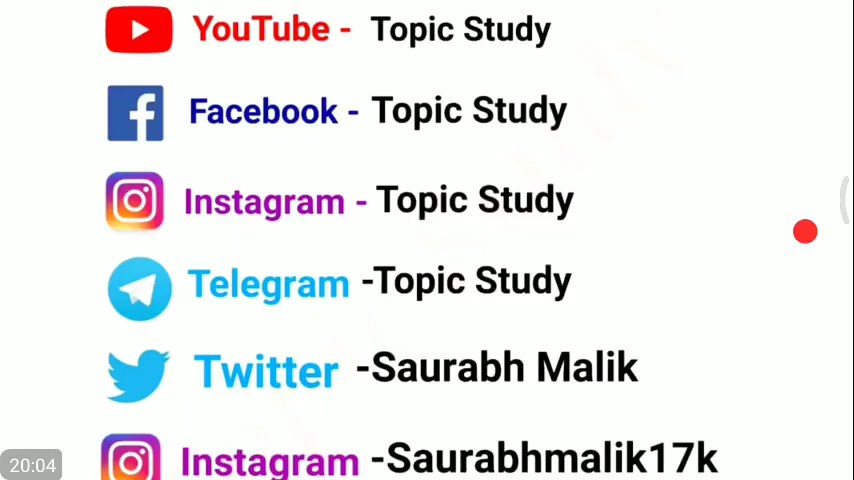 YouTube - Topic Study
Facebook - Topic Study
Instagram - Topic Study
Telegram -Topic Study
Twitter -Saurabh Malik
Instagram -Saurabhmalik17k
20:04